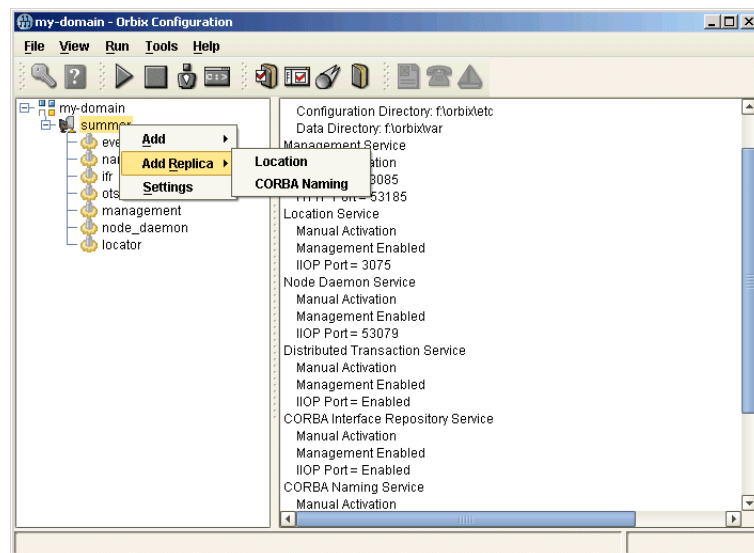 my-domain - Orbix Configuration
File View Run Tools Help
my-domain
summer
ifr
management
node_daemon
locator
Add
Add Replica
Settings
Location
CORBA Naming
Configuration Directory: f:\orbix\etc
Data Directory: f:\orbix\var
Management Service
Location Service
Manual Activation
Management Enabled
IIOP Port = 3075
Node Daemon Service
Manual Activation
Management Enabled
IIOP Port = 53079
Distributed Transaction Service
Manual Activation
Management Enabled
IIOP Port = Enabled
CORBA Interface Repository Service
Manual Activation
Management Enabled
IIOP Port = Enabled
CORBA Naming Service
Manual Activation